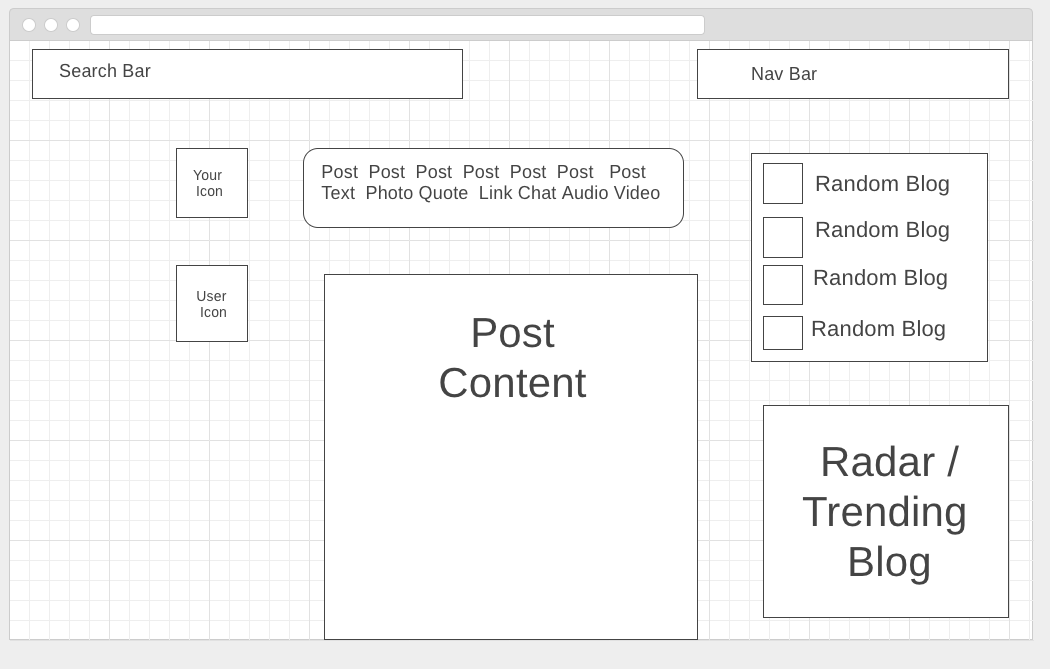 Search Bar
Nav Bar
Your
Icon
Post Post Post Post Post Post Post
Text Photo Quote Link Chat Audio Video
Random Blog
Random Blog
Random Blog
Random Blog
User
Icon
Post
Content
Radar /
Trending
Blog